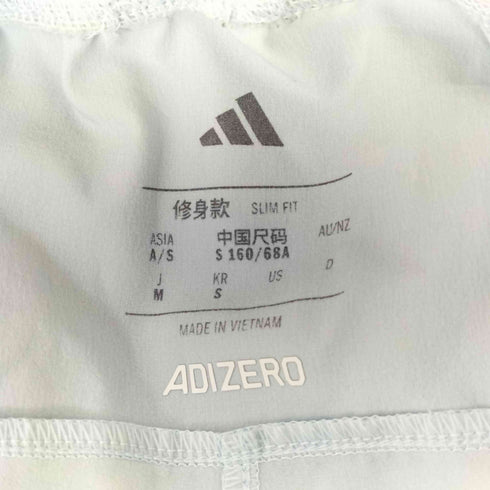 修身款 SLIM FIT
ASIA 中国尺码 AU/NZ
A/S S 160/68A
J KR US D
M S
MADE IN VIETNAM
ADIZERO